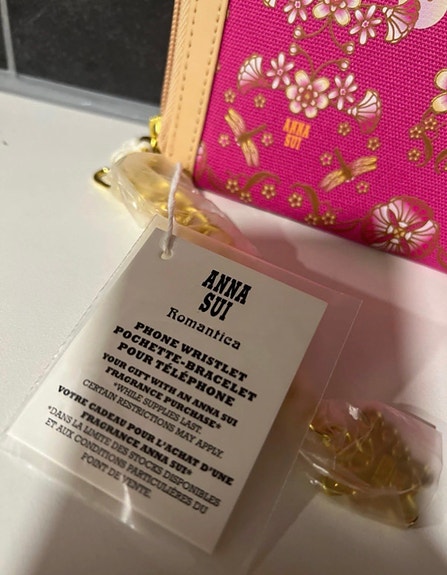 ANNA
SUI
ANNA
SUI
Romantica
PHONE WRISTLET
POCHETTE-BRACELET
POUR TÉLÉPHONE
YOUR GIFT WITH AN ANNA SUI
FRAGRANCE PURCHASE*
*WHILE SUPPLIES LAST.
CERTAIN RESTRICTIONS MAY APPLY.
VOTRE CADEAU POUR L'ACHAT D'UNE
FRAGRANCE ANNA SUI*
*DANS LA LIMITE DES STOCKS DISPONIBLES
ET AUX CONDITIONS PARTICULIÈRES DU
POINT DE VENTE.